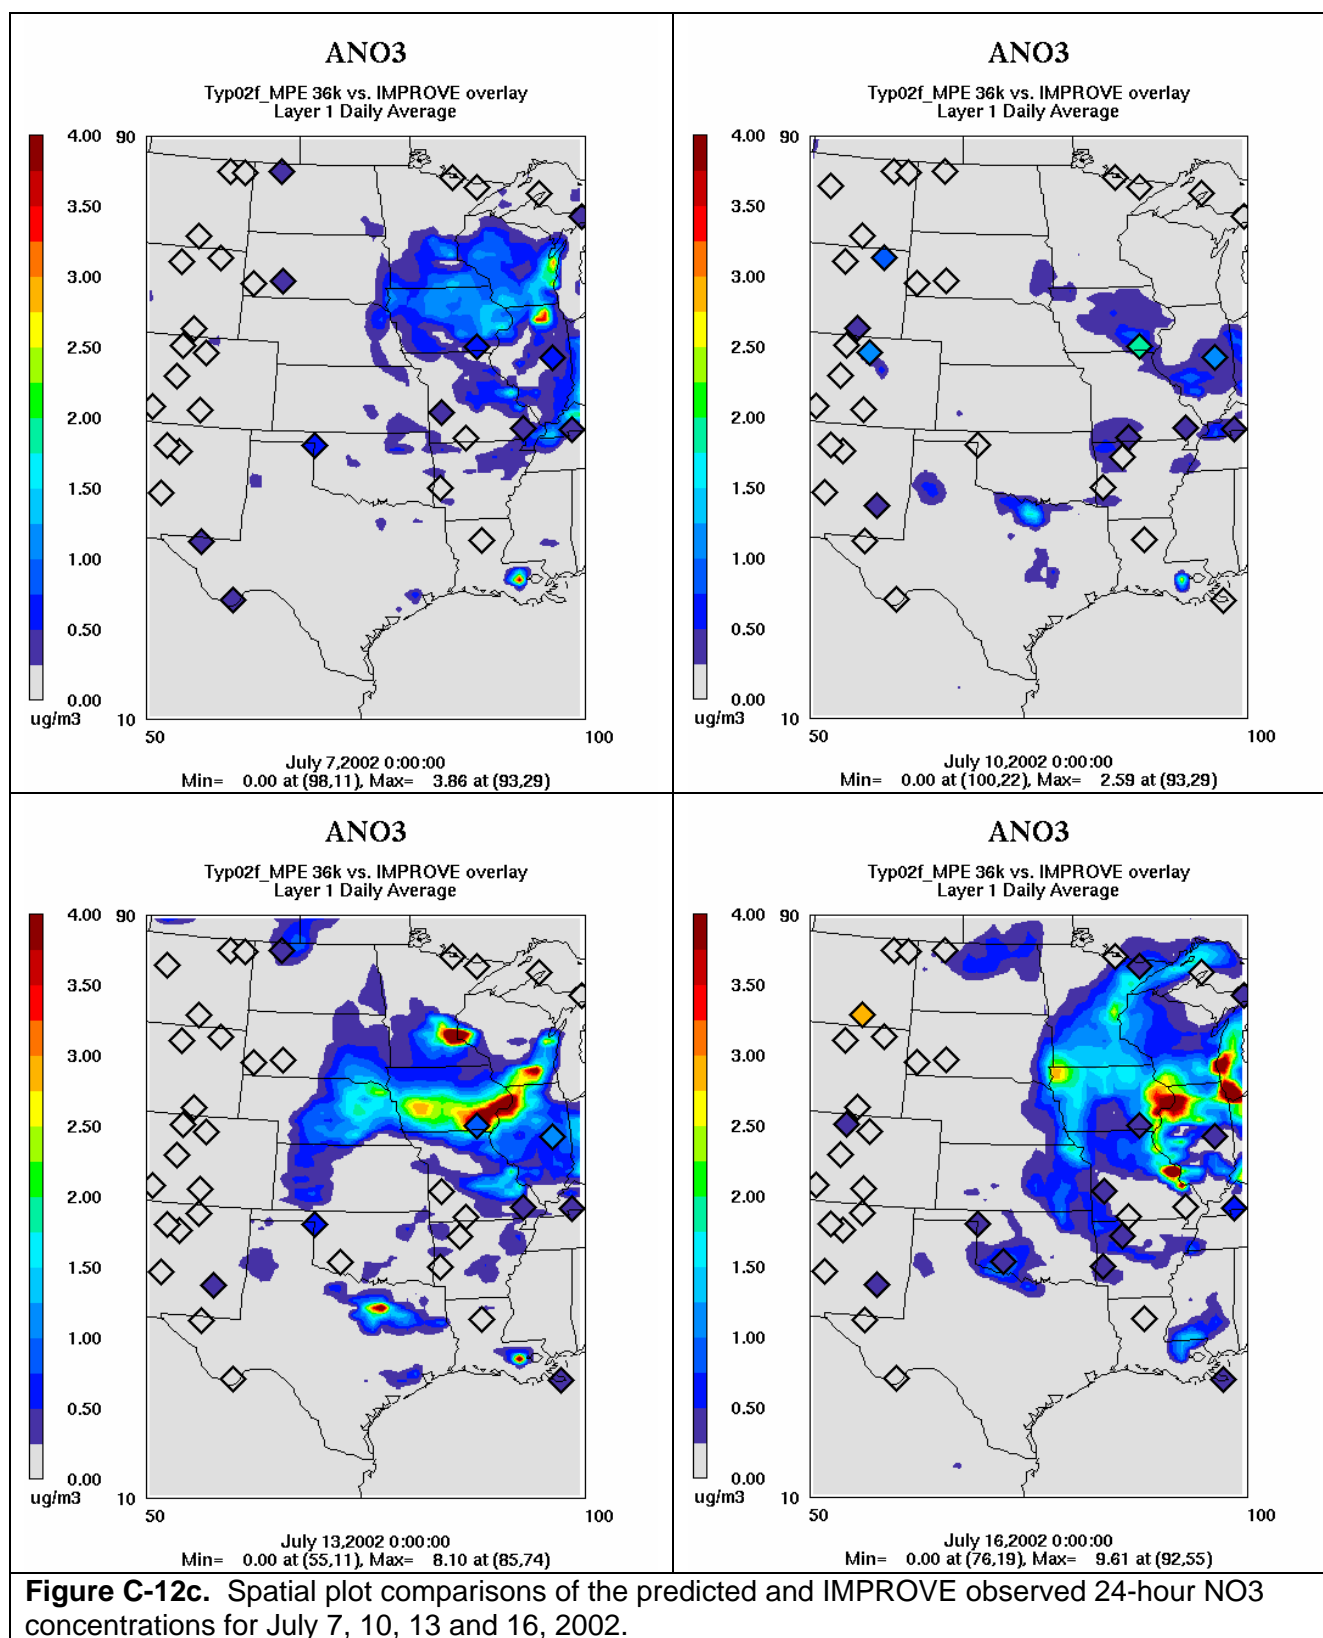 ANO3
Typ02f_MPE 36k vs. IMPROVE overlay
Layer 1 Daily Average
4.00
3.50
3.00
2.50
2.00
1.50
1.00
0.50
0.00
ug/m3
90
10
50
100
July 7,2002 0:00:00
Min= 0.00 at (98,11), Max= 3.86 at (93,29)
ANO3
Typ02f_MPE 36k vs. IMPROVE overlay
Layer 1 Daily Average
4.00
3.50
3.00
2.50
2.00
1.50
1.00
0.50
0.00
ug/m3
90
10
50
100
July 10,2002 0:00:00
Min= 0.00 at (100,22), Max= 2.59 at (93,29)
ANO3
Typ02f_MPE 36k vs. IMPROVE overlay
Layer 1 Daily Average
4.00
3.50
3.00
2.50
2.00
1.50
1.00
0.50
0.00
ug/m3
90
10
50
100
July 13,2002 0:00:00
Min= 0.00 at (55,11), Max= 8.10 at (85,74)
ANO3
Typ02f_MPE 36k vs. IMPROVE overlay
Layer 1 Daily Average
4.00
3.50
3.00
2.50
2.00
1.50
1.00
0.50
0.00
ug/m3
90
10
50
100
July 16,2002 0:00:00
Min= 0.00 at (76,19), Max= 9.61 at (92,55)
Figure C-12c. Spatial plot comparisons of the predicted and IMPROVE observed 24-hour NO3
concentrations for July 7, 10, 13 and 16, 2002.